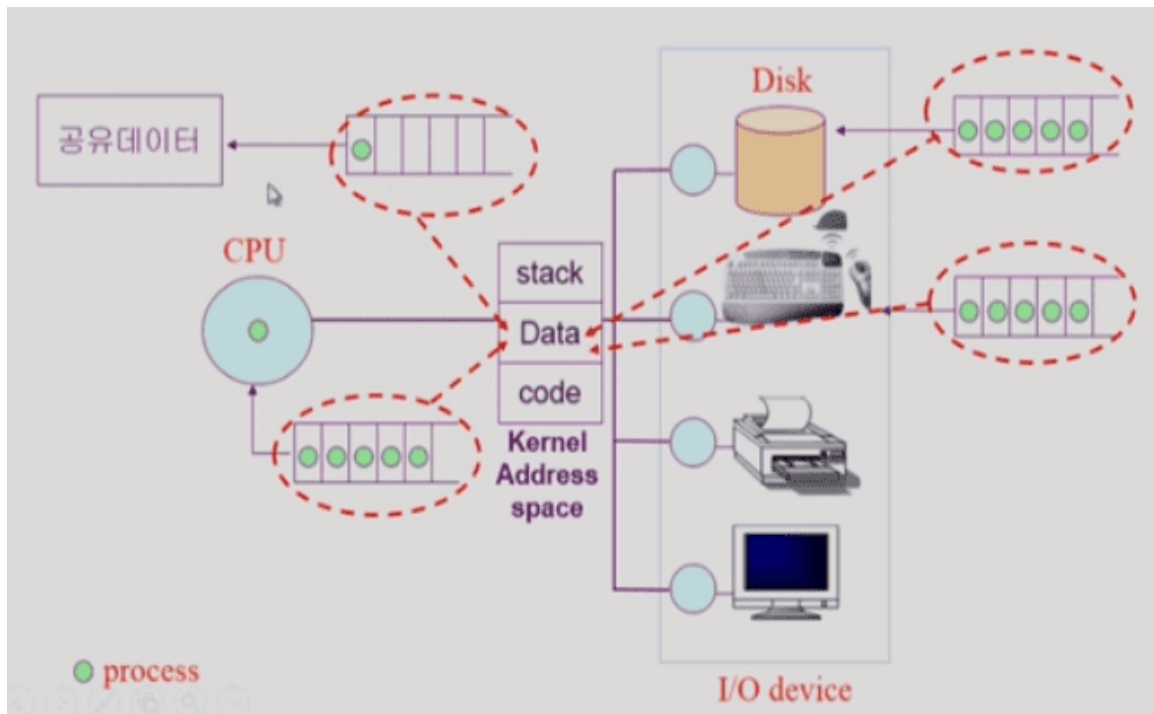 Disk
공유데이터
CPU
stack
Data
code
Kernel
Address
space
process
I/O device